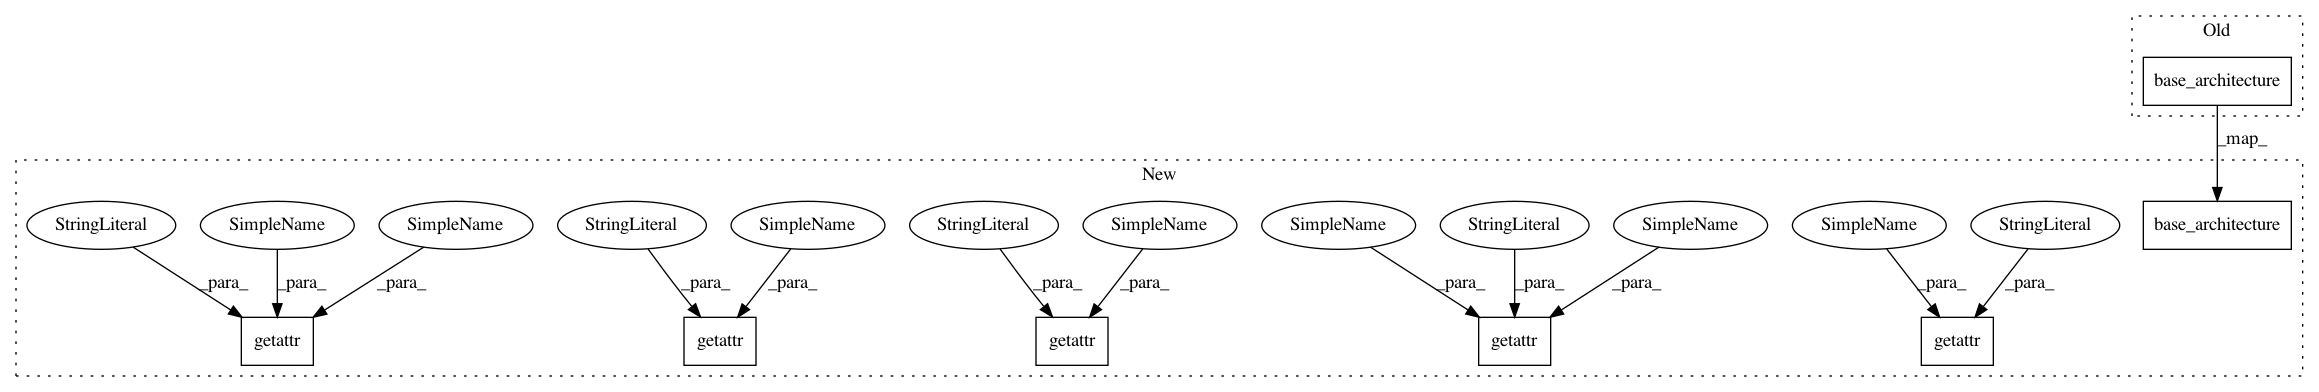 Old
base_architecture
_map_
New
StringLiteral SimpleName SimpleName StringLiteral SimpleName StringLiteral SimpleName SimpleName StringLiteral SimpleName SimpleName StringLiteral base_architecture
_para_ _para_ _para_ _para_ _para_ _para_ _para_ _para_ _para_ _para_ _para_ _para_
getattr getattr getattr getattr getattr